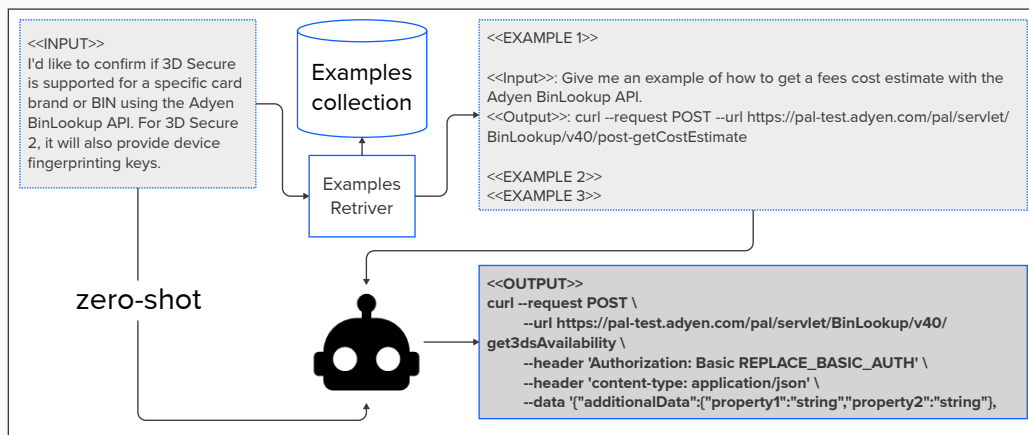 <<INPUT>>
I'd like to confirm if 3D Secure
is supported for a specific card
brand or BIN using the Adyen
BinLookup API. For 3D Secure
2, it will also provide device
fingerprinting keys.
Examples
collection
Examples
Retriver
<<EXAMPLE 1>>
<<Input>>: Give me an example of how to get a fees cost estimate with the
Adyen BinLookup API.
<<Output>>: curl --request POST --url https://pal-test.adyen.com/pal/servlet/
BinLookup/v40/post-getCostEstimate
<<EXAMPLE 2>>
<<EXAMPLE 3>>
zero-shot
<<OUTPUT>>
curl --request POST \
--url https://pal-test.adyen.com/pal/servlet/BinLookup/v40/
get3dsAvailability \
--header 'Authorization: Basic REPLACE_BASIC_AUTH' \
--header 'content-type: application/json' \
--data '{"additionalData":{"property1":"string","property2":"string"},